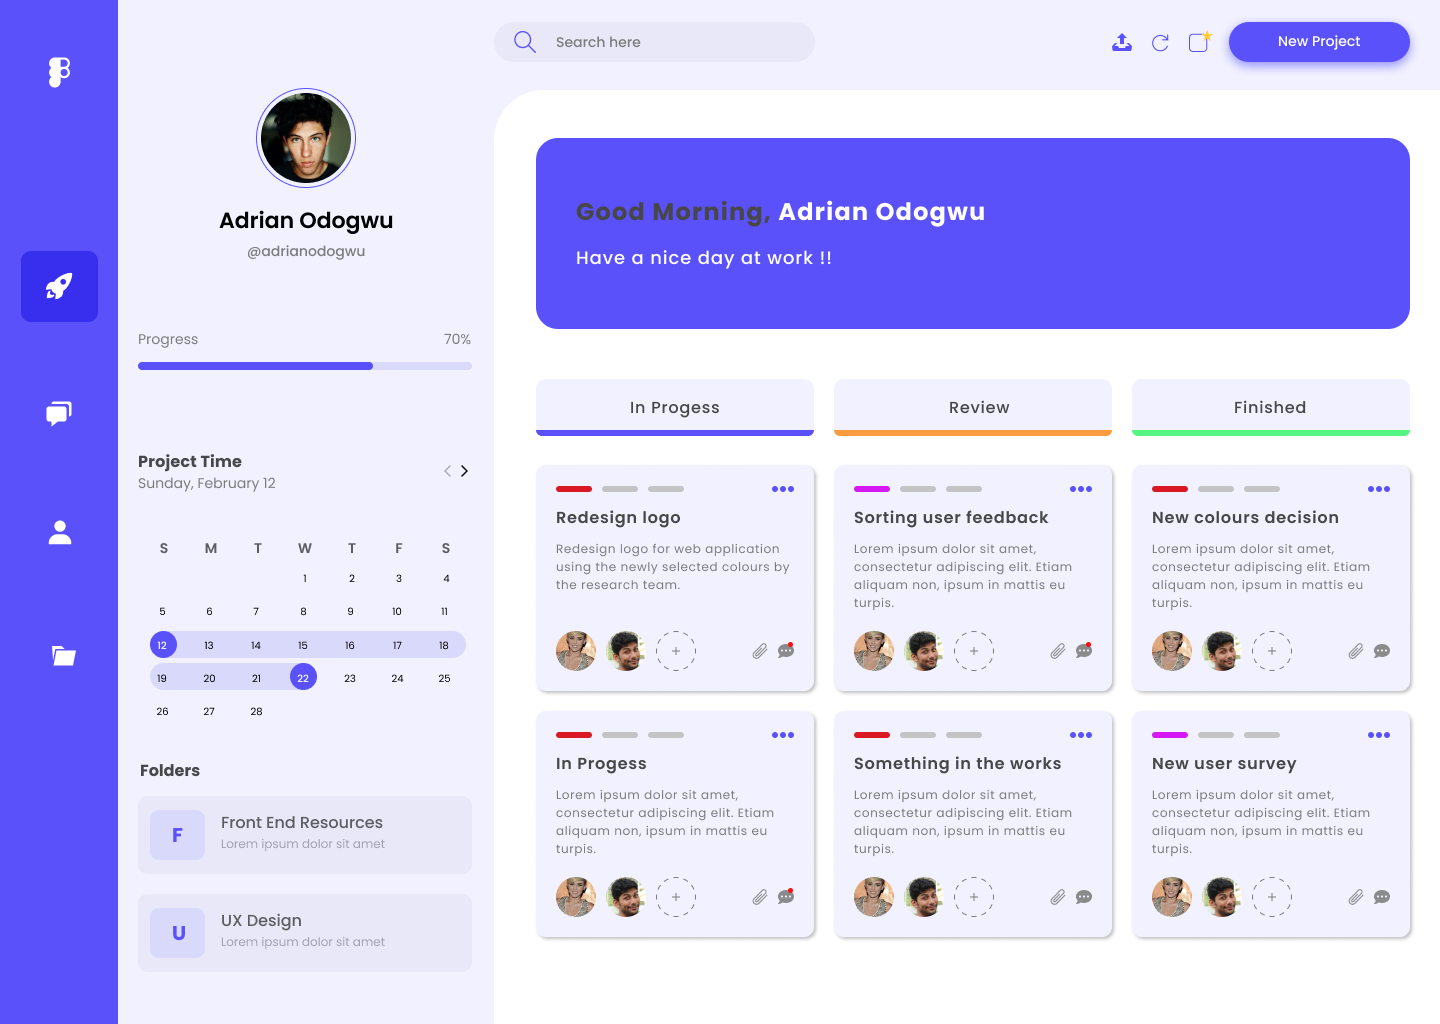 Search here
New Project
Adrian Odogwu
@adrianodogwu
Progress 70%
Project Time
Sunday, February 12
S M T W T F S
1 2 3 4
5 6 7 8 9 10 11
12 13 14 15 16 17 18
19 20 21 22 23 24 25
26 27 28
Folders
F
Front End Resources
Lorem ipsum dolor sit amet
U
UX Design
Lorem ipsum dolor sit amet
Good Morning, Adrian Odogwu
Have a nice day at work !!
In Progess
Review
Finished
Redesign logo
Redesign logo for web application
using the newly selected colours by
the research team.
+
Sorting user feedback
Lorem ipsum dolor sit amet,
consectetur adipiscing elit. Etiam
aliquam non, ipsum in mattis eu
turpis.
+
New colours decision
Lorem ipsum dolor sit amet,
consectetur adipiscing elit. Etiam
aliquam non, ipsum in mattis eu
turpis.
+
In Progess
Lorem ipsum dolor sit amet,
consectetur adipiscing elit. Etiam
aliquam non, ipsum in mattis eu
turpis.
+
Something in the works
Lorem ipsum dolor sit amet,
consectetur adipiscing elit. Etiam
aliquam non, ipsum in mattis eu
turpis.
+
New user survey
Lorem ipsum dolor sit amet,
consectetur adipiscing elit. Etiam
aliquam non, ipsum in mattis eu
turpis.
+